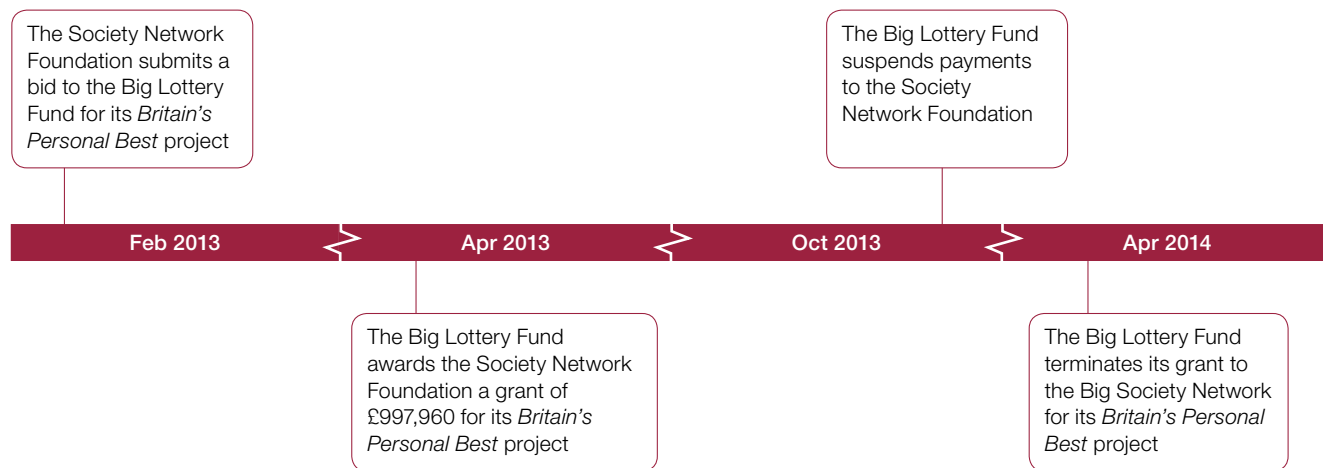 The Society Network
Foundation submits a
bid to the Big Lottery
Fund for its Britain’s
Personal Best project
The Big Lottery Fund
suspends payments
to the Society
Network Foundation
Feb 2013
Apr 2013
Oct 2013
Apr 2014
The Big Lottery Fund
awards the Society Network
Foundation a grant of
£997,960 for its Britain’s
Personal Best project
The Big Lottery Fund
terminates its grant to
the Big Society Network
for its Britain’s Personal
Best project